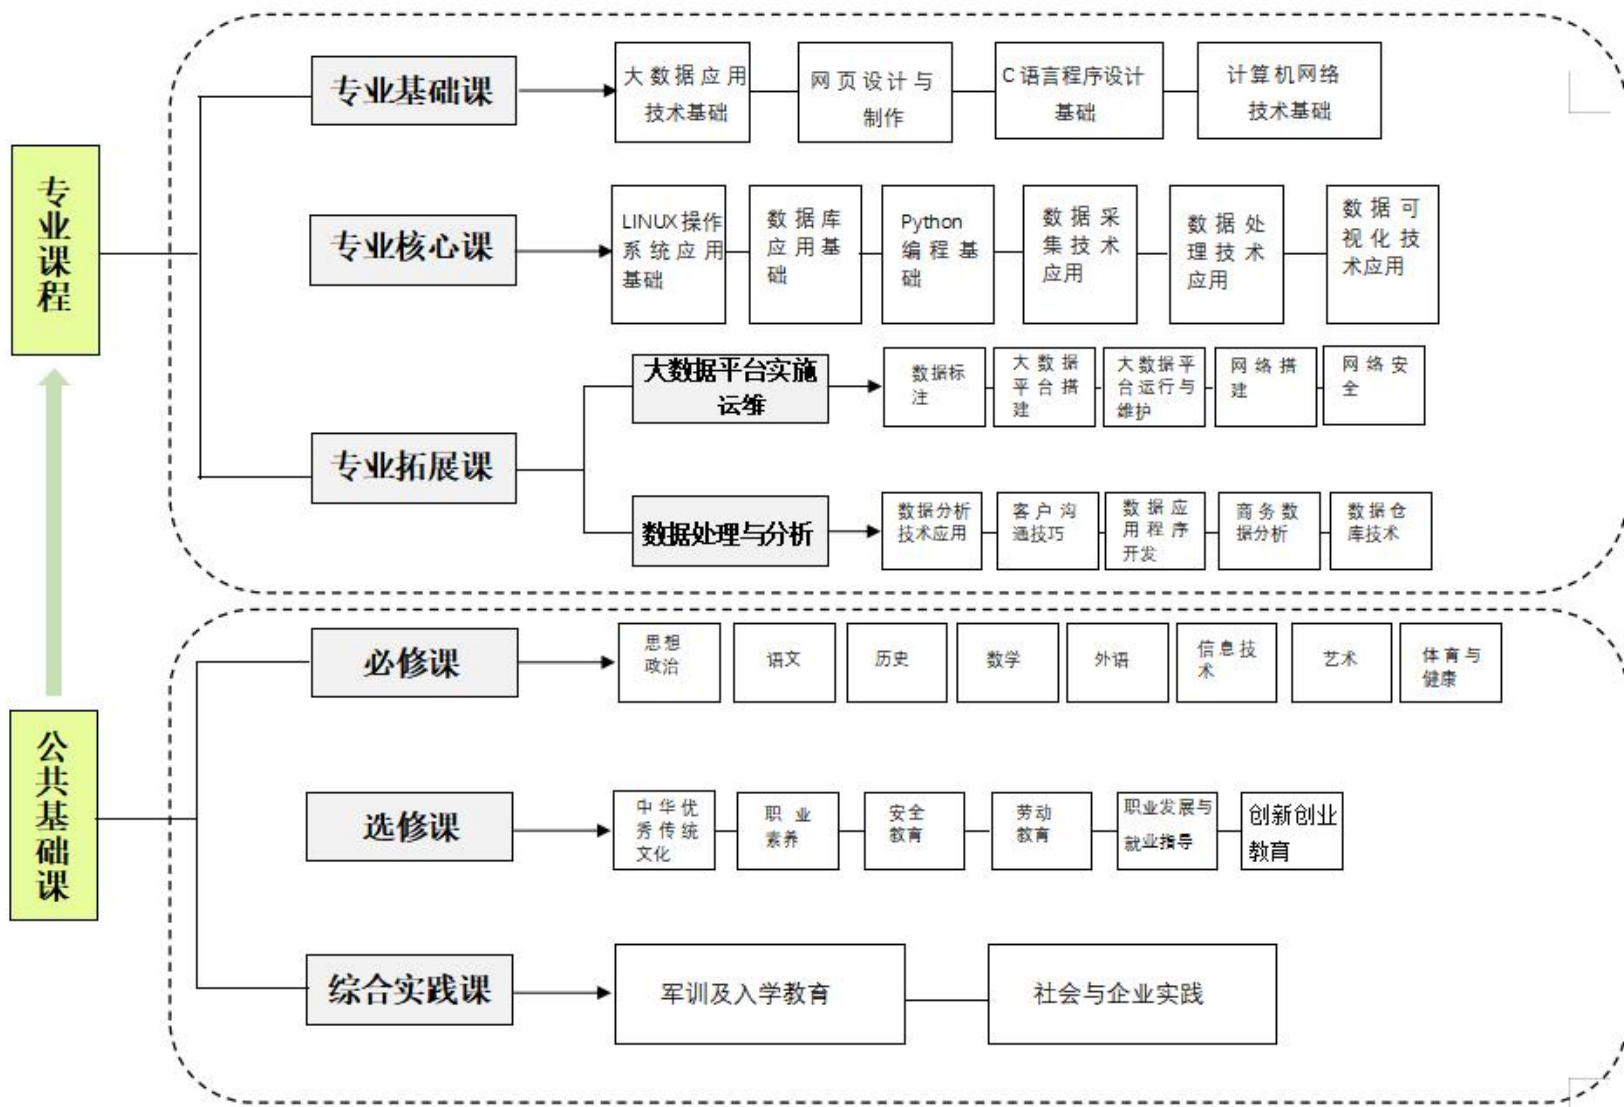 专业课程
专业基础课
大数据应用
技术基础
网页设计与
制作
C语言程序设计
基础
计算机网络
技术基础
专业核心课
LINUX操作
系统应用
基础
数据库
应用基
础
Python
编程基
础
数据采
集技术
应用
数据处
理技术
应用
数据可
视化技
术应用
专业拓展课
大数据平台实施
运维
数据标
注
大数据
平台搭
建
大数据平
台运行与
维护
网络搭
建
网络安
全
数据处理与分析
数据分析
技术应用
客户沟
通技巧
数据应
用程序
开发
商务数
据分析
数据仓
库技术
公共基础课
必修课
思想
政治
语文
历史
数学
外语
信息技
术
艺术
体育与
健康
选修课
中华优
秀传统
文化
职业
素养
安全
教育
劳动
教育
职业发展与
就业指导
创新创业
教育
综合实践课
军训及入学教育
社会与企业实践